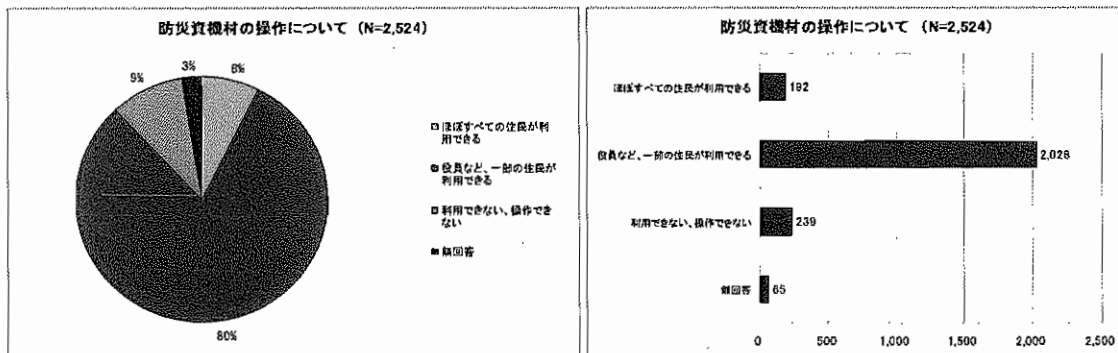 防災資機材の操作について (N=2,524)
3%
8%
9%
80%
ほぼすべての住民が利
用できる
役員など、一部の住民が
利用できる
利用できない、操作でき
ない
無回答
防災資機材の操作について (N=2,524)
ほぼすべての住民が利用できる
192
役員など、一部の住民が利用できる
2,028
利用できない、操作できない
239
無回答
65
0
500
1,000
1,500
2,000
2,500